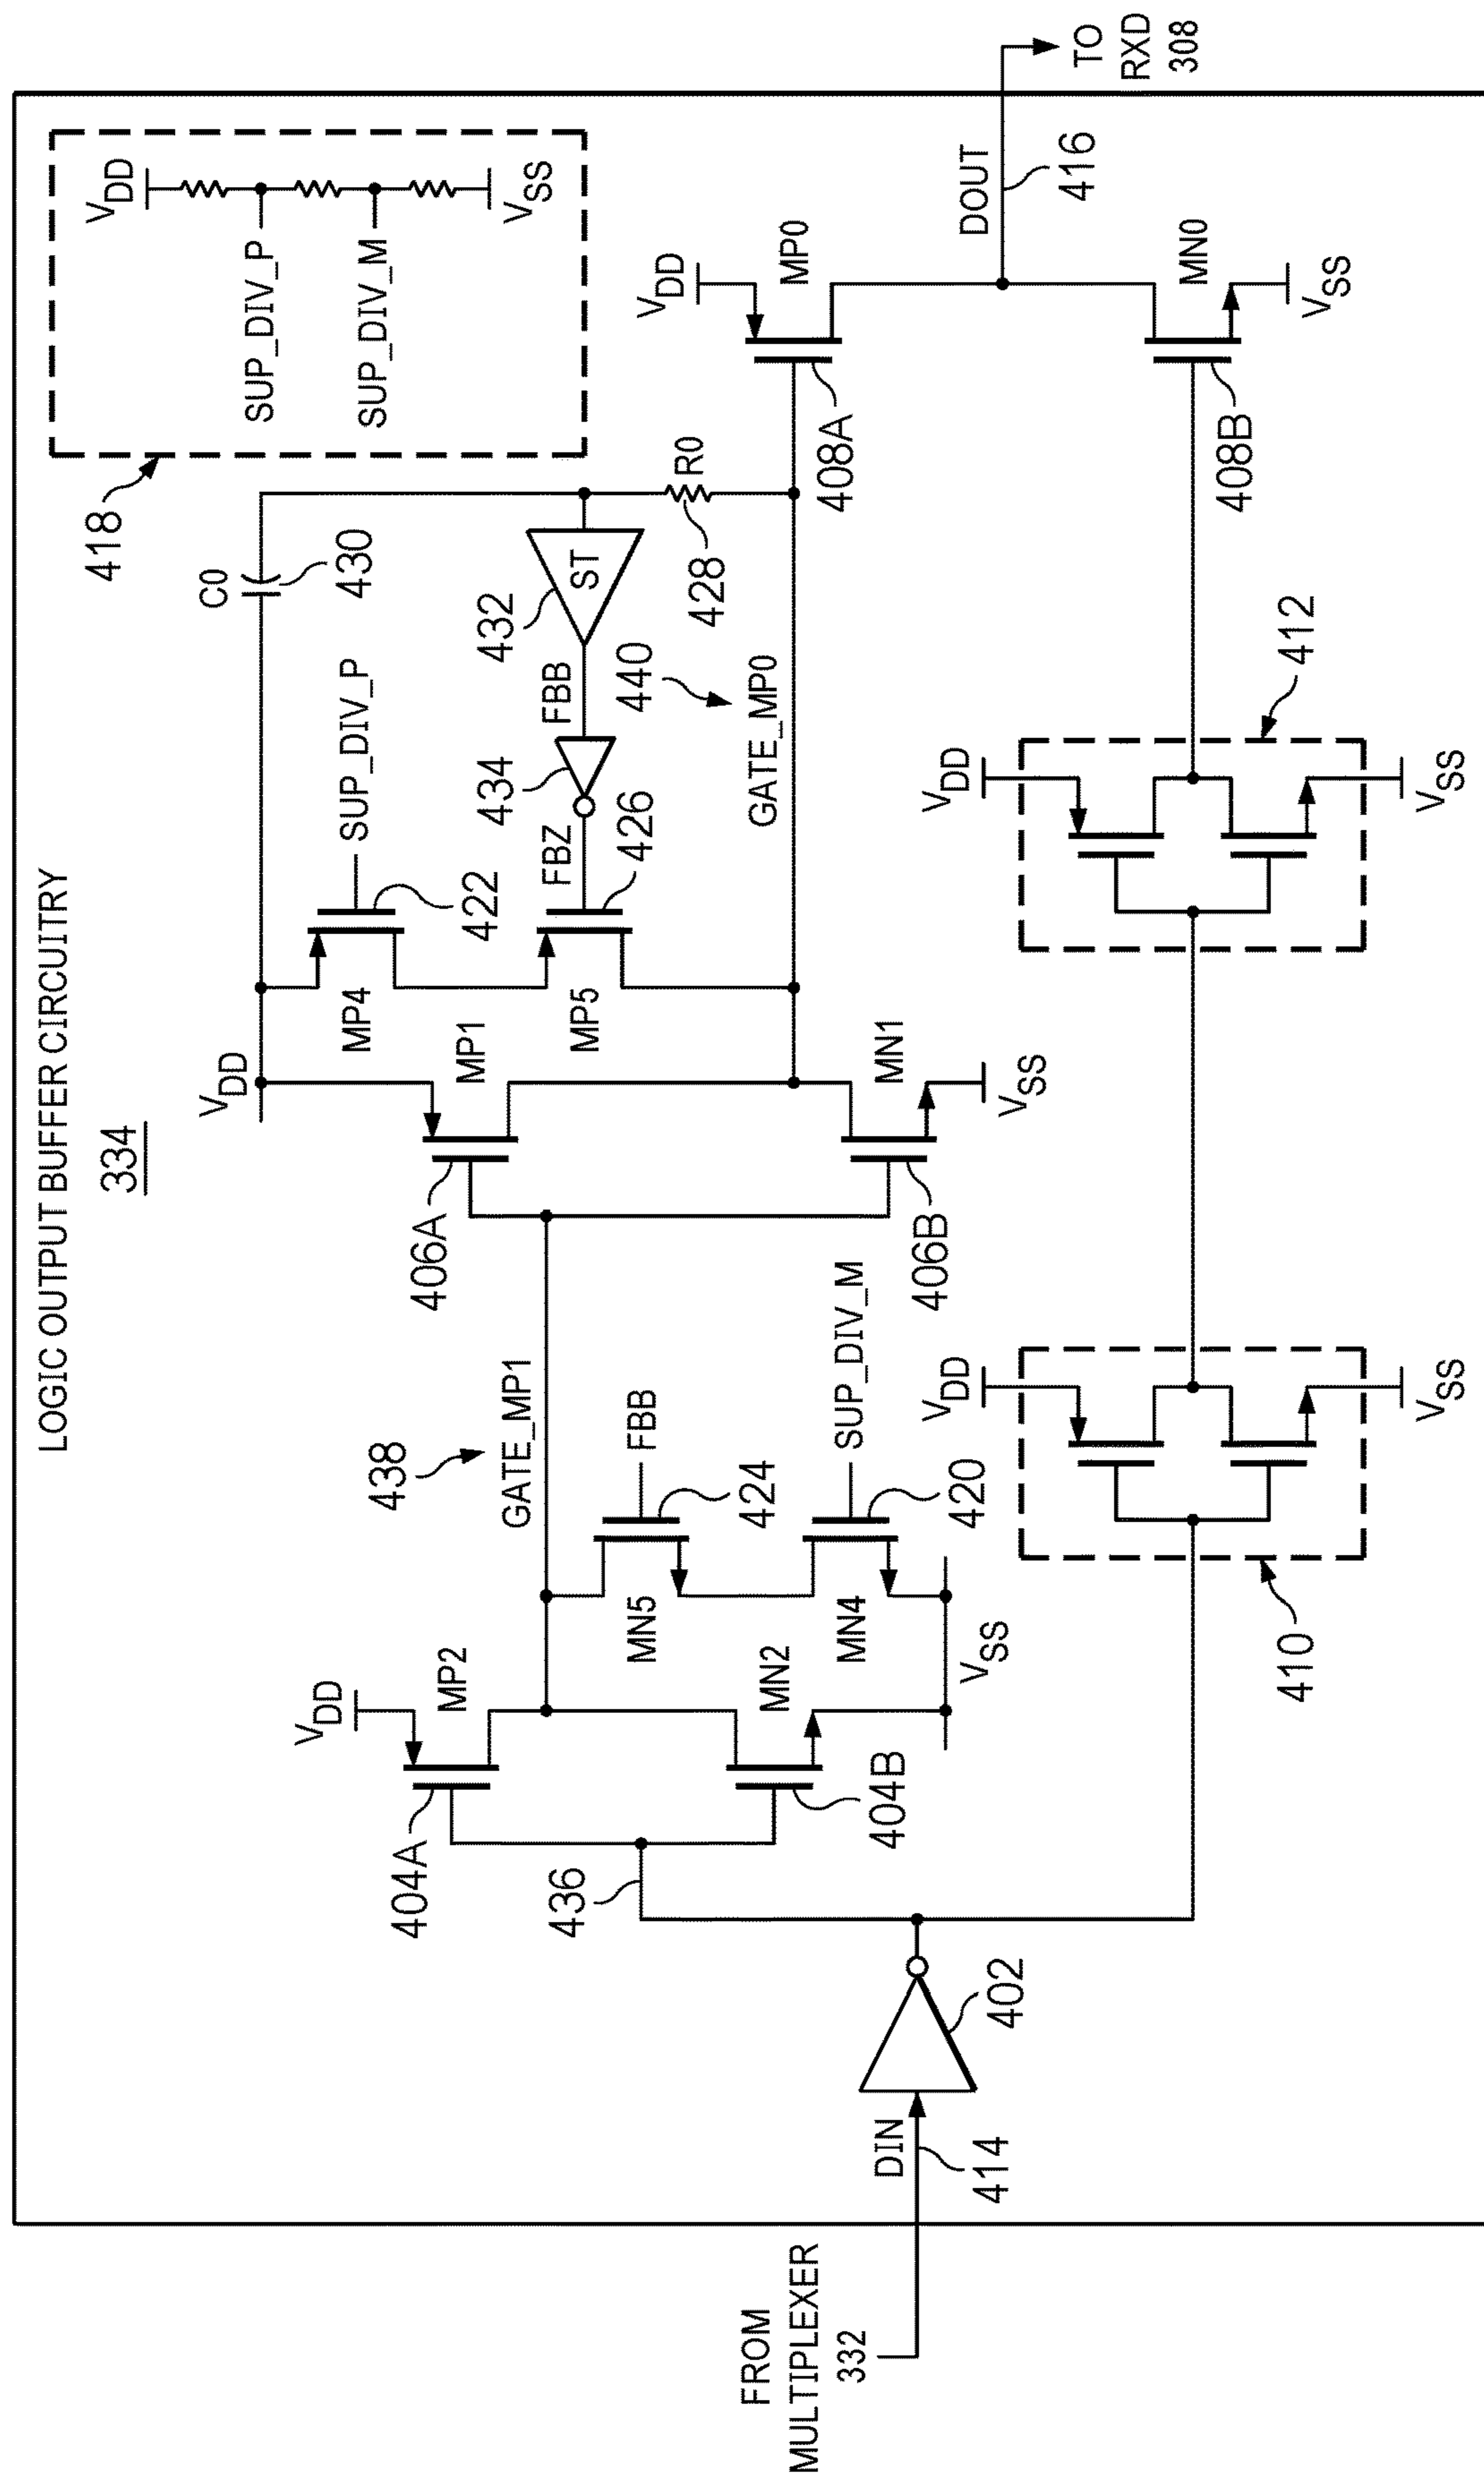 LOGIC OUTPUT BUFFER CIRCUITRY
334
FROM
MULTIPLEXER
332
DIN
414
402
436
404A
VDD
MP2
MN2
404B
VSS
438
GATE_MP1
MN5
FBB
424
MN4
SUP_DIV_M
420
406A
VDD
MP1
MN1
406B
VSS
MP4
SUP_DIV_P
422
MP5
FBZ
426
434
FBB
432
ST
440
GATE_MP0
C0
430
R0
428
418
VDD
SUP_DIV_P
SUP_DIV_M
VSS
VDD
MP0
408A
DOUT
416
TO
RXD
308
MN0
408B
VSS
410
VDD
VSS
412
VDD
VSS